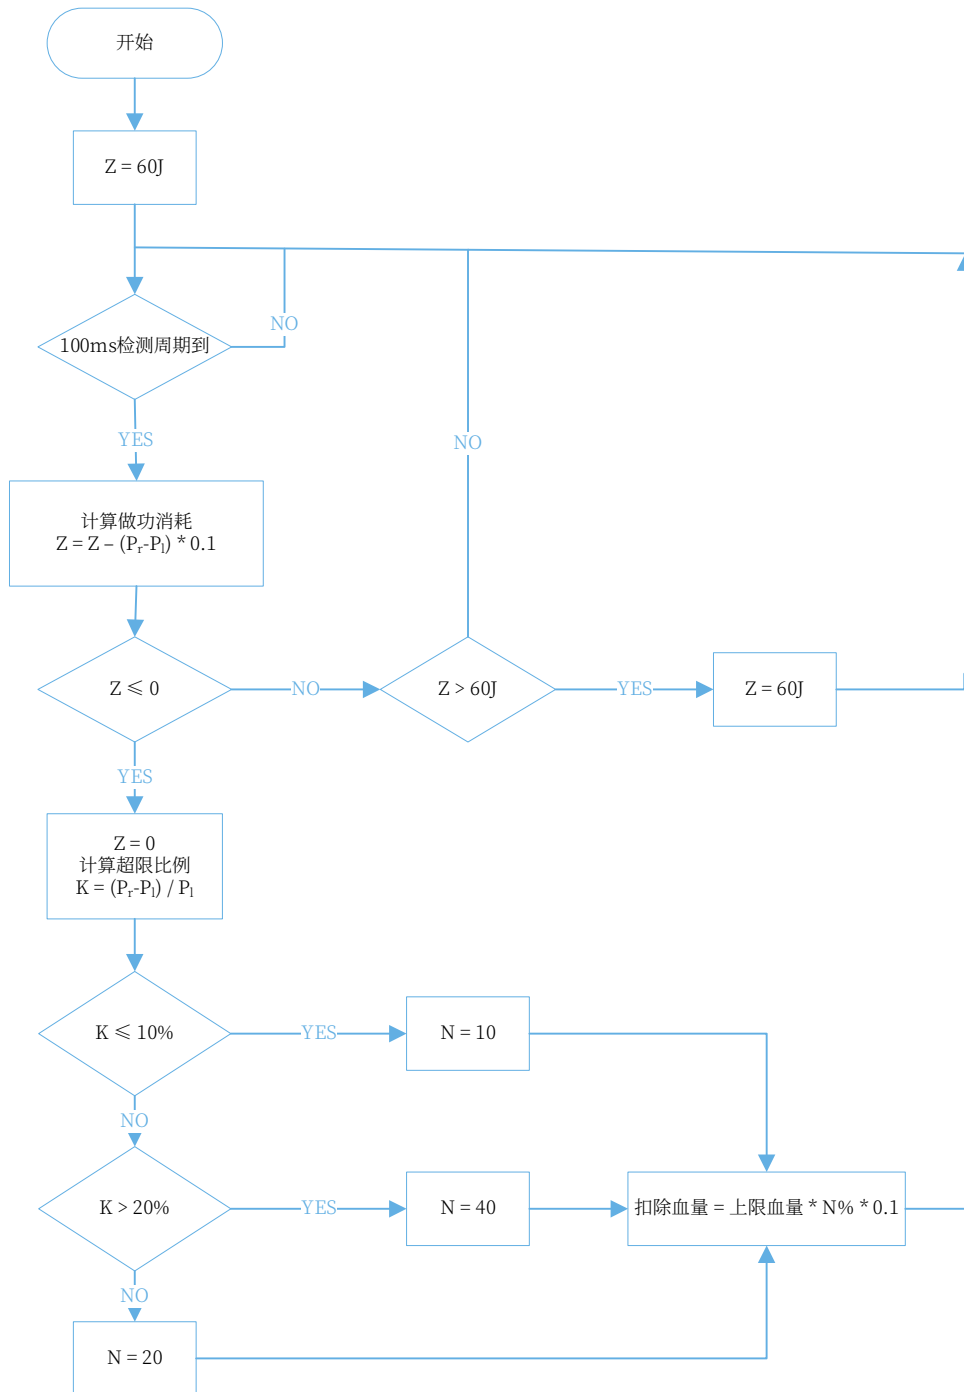 开始
Z = 60J
100ms检测周期到
NO
YES
计算做功消耗
Z = Z – (Pr-Pl) * 0.1
NO
Z ≤ 0
NO
Z > 60J
YES
Z = 60J
YES
Z = 0
计算超限比例
K = (Pr-Pl) / Pl
K ≤ 10%
YES
N = 10
NO
K > 20%
YES
N = 40
扣除血量 = 上限血量 * N% * 0.1
NO
N = 20